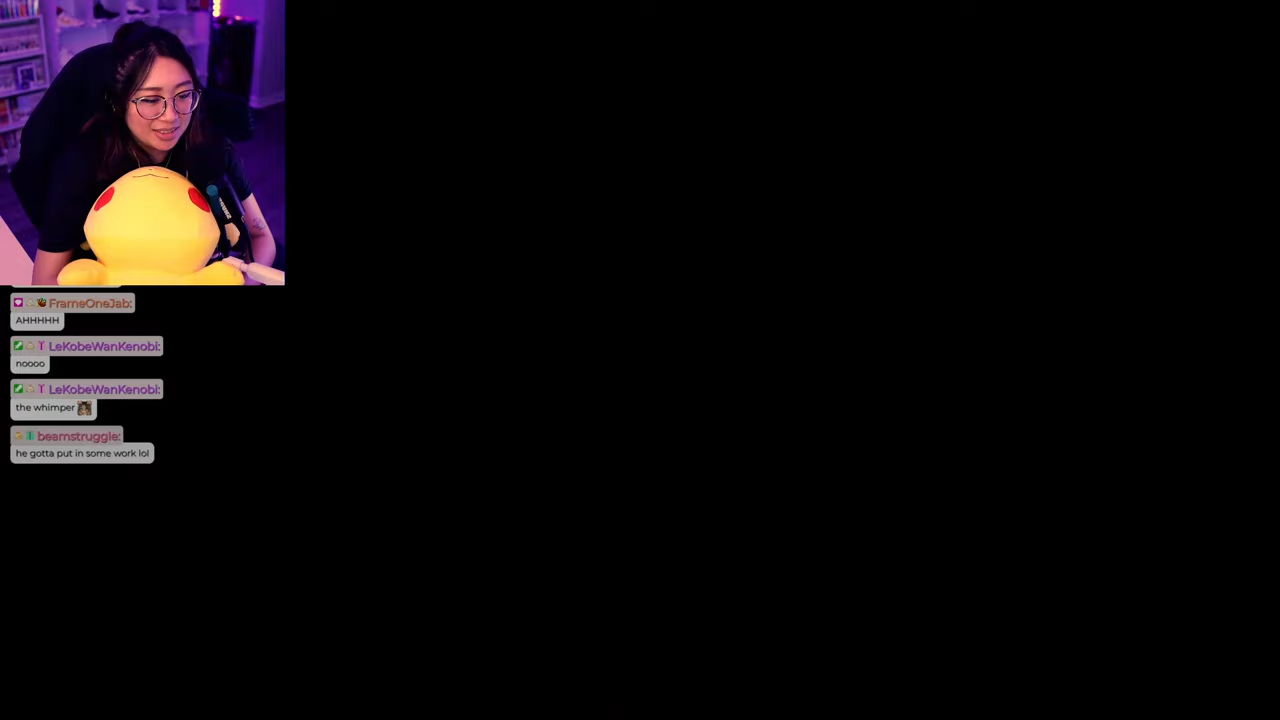 FrameOneJab:
AHHHHH
LeKobeWanKenobi:
noooo
LeKobeWanKenobi:
the whimper
beamstruggle:
he gotta put in some work lol